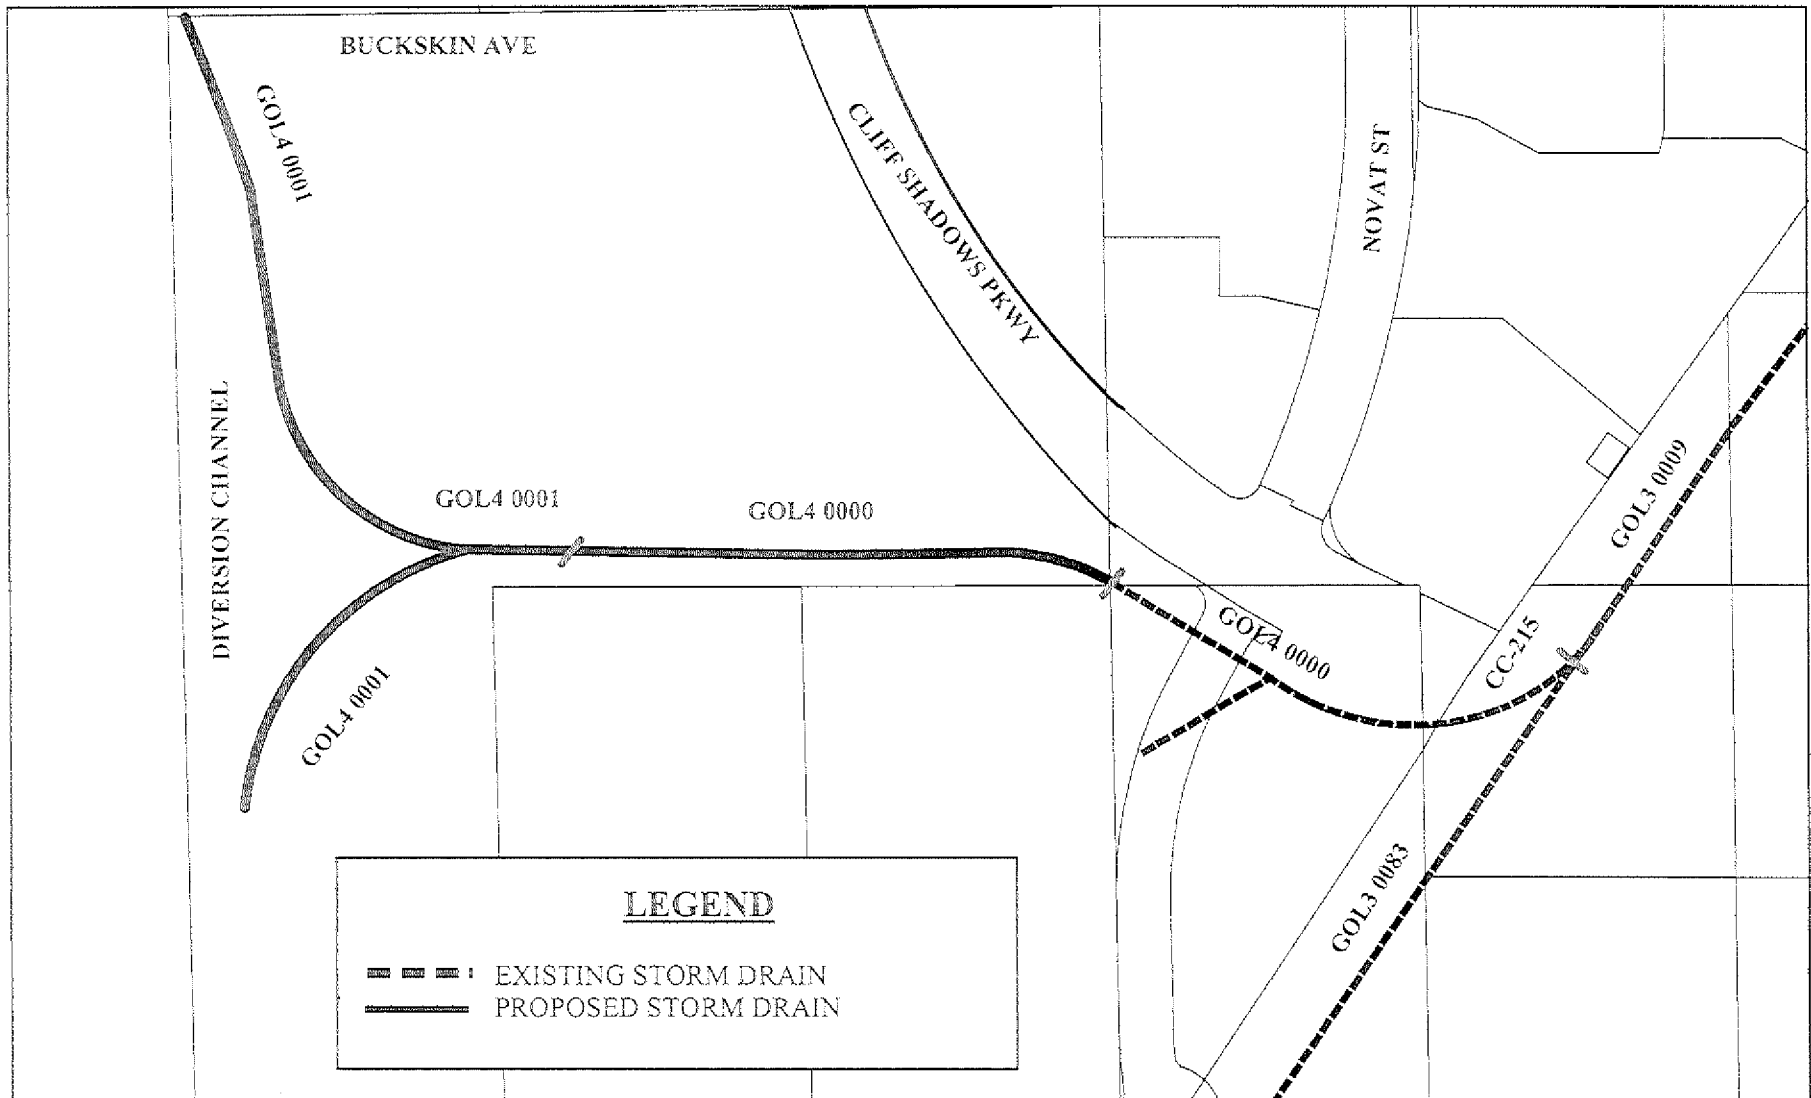 BUCKSKIN AVE
GOL4 0001
CLIFF SHADOWS PKWY
NOVAT ST
DIVERSION CHANNEL
GOL4 0001
GOL4 0000
GOL3 0009
GOL4 0000
CC-215
GOL4 0001
GOL3 0083
LEGEND
EXISTING STORM DRAIN
PROPOSED STORM DRAIN